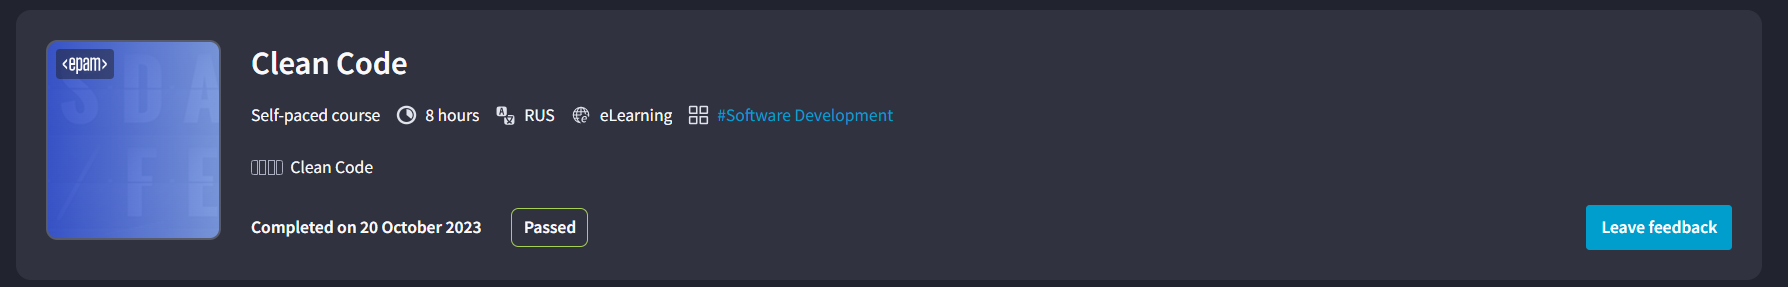 <epam>
S D A
F E
Clean Code
Self-paced course 8 hours RUS eLearning #Software Development
Clean Code
Completed on 20 October 2023 Passed
Leave feedback